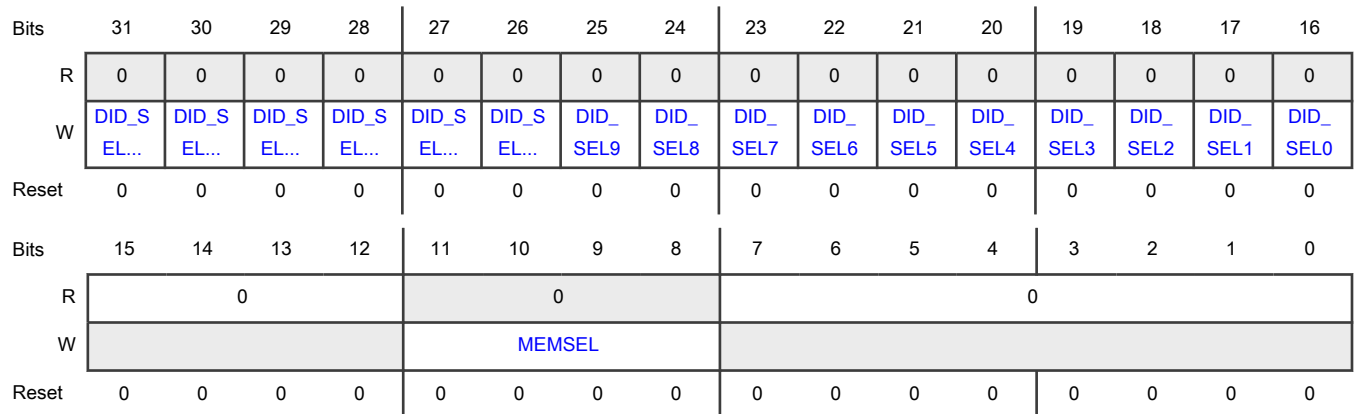 Bits 31 30 29 28 27 26 25 24 23 22 21 20 19 18 17 16
R 0 0 0 0 0 0 0 0 0 0 0 0 0 0 0 0
W DID_S DID_S DID_S DID_S DID_S DID_S DID_ DID_ DID_ DID_ DID_ DID_ DID_ DID_ DID_ DID_
EL... EL... EL... EL... EL... EL... SEL9 SEL8 SEL7 SEL6 SEL5 SEL4 SEL3 SEL2 SEL1 SEL0
Reset 0 0 0 0 0 0 0 0 0 0 0 0 0 0 0 0
Bits 15 14 13 12 11 10 9 8 7 6 5 4 3 2 1 0
R 0 0 0
W MEMSEL
Reset 0 0 0 0 0 0 0 0 0 0 0 0 0 0 0 0